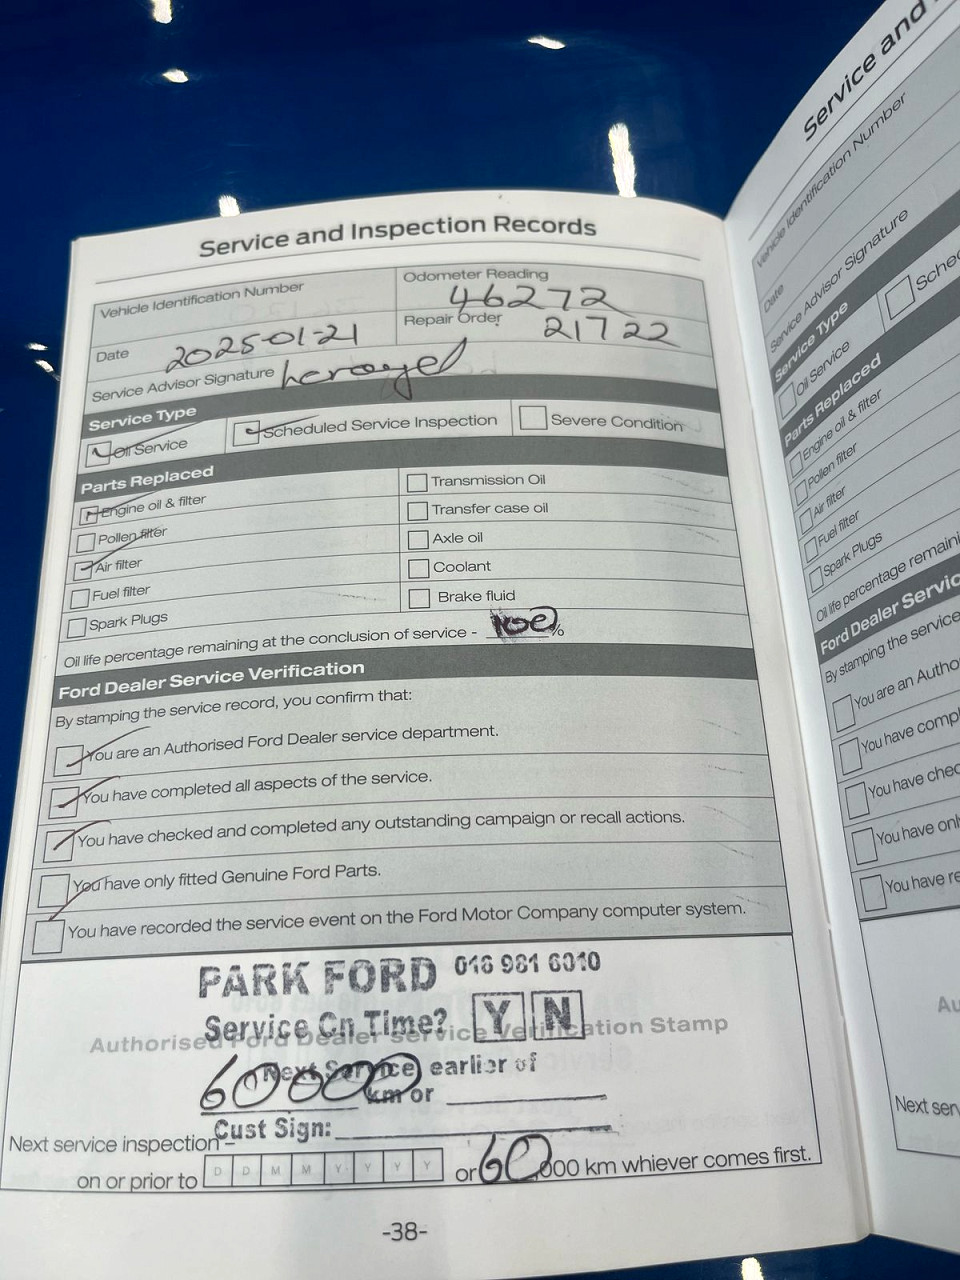 Service and Inspection Records
Vehicle Identification Number
Odometer Reading
46272
Date 2025-01-21
Repair Order 21722
Service Advisor Signature
Service Type
Oil Service
Scheduled Service Inspection
Severe Condition
Parts Replaced
Engine oil & filter
Transmission Oil
Pollen filter
Transfer case oil
Air filter
Axle oil
Fuel filter
Coolant
Spark Plugs
Brake fluid
Oil life percentage remaining at the conclusion of service - 100%
Ford Dealer Service Verification
By stamping the service record, you confirm that:
You are an Authorised Ford Dealer service department.
You have completed all aspects of the service.
You have checked and completed any outstanding campaign or recall actions.
You have only fitted Genuine Ford Parts.
You have recorded the service event on the Ford Motor Company computer system.
PARK FORD 016 981 6010
Service On Time? Y N
Authorised Ford Dealer service Verification Stamp
Next Service earlier of
60000 km or
Cust Sign:
Next service inspection
on or prior to D D M M Y Y Y Y or 60,000 km whiever comes first.
-38-
Service and
Vehicle Identification Number
Date
Service Advisor Signature
Service Type
Oil Service
Sched
Parts Replaced
Engine oil & filter
Pollen filter
Air filter
Fuel filter
Spark Plugs
Oil life percentage remaini
Ford Dealer Servic
By stamping the service
You are an Autho
You have compl
You have chec
You have onl
You have re
Au
Next ser